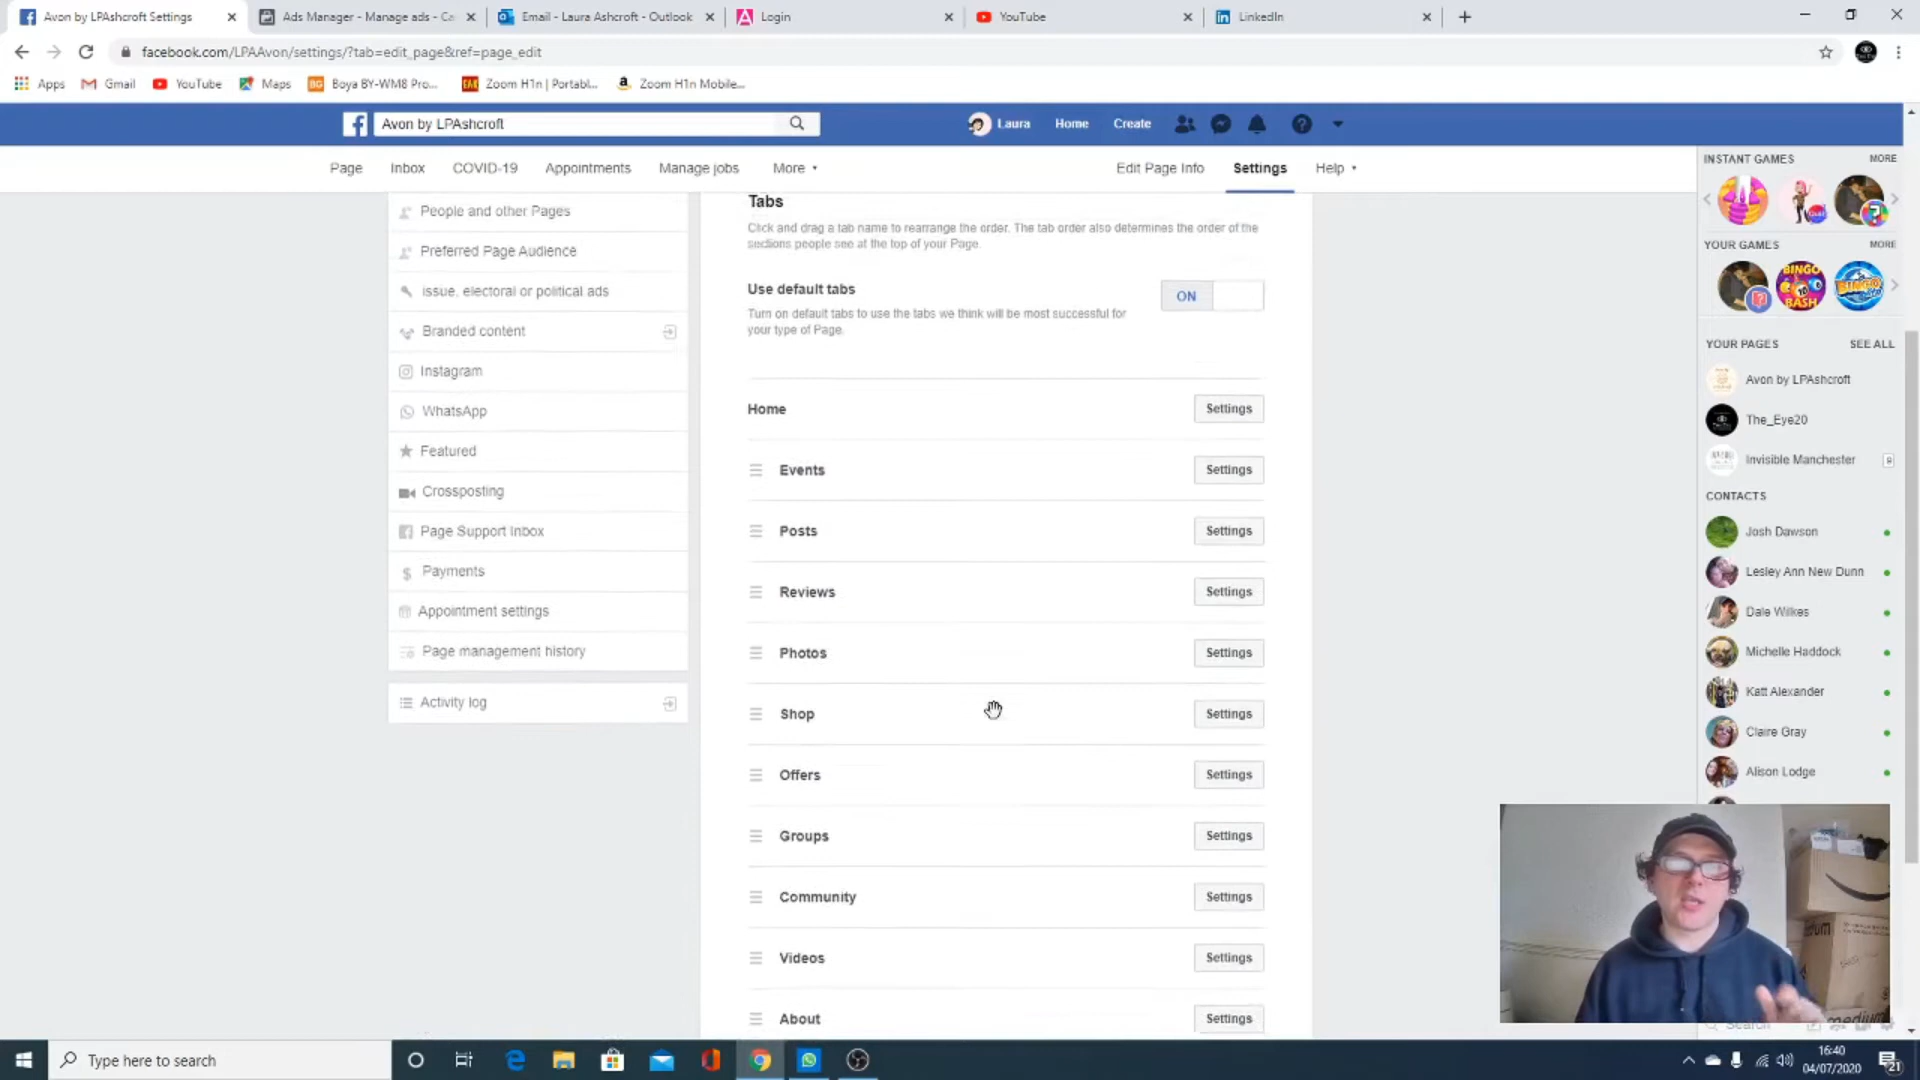 Avon by LPAshcroft Settings
Ads Manager - Manage ads - Ca
Email - Laura Ashcroft - Outlook
Login
YouTube
LinkedIn
facebook.com/LPAAvon/settings/?tab=edit_page&ref=page_edit
Apps
Gmail
YouTube
Maps
Boya BY-WM8 Pro...
Zoom H1n | Portabl...
Zoom H1n Mobile...
Avon by LPAshcroft
Laura
Home
Create
Page
Inbox
COVID-19
Appointments
Manage jobs
More
Edit Page Info
Settings
Help
People and other Pages
Preferred Page Audience
issue, electoral or political ads
Branded content
Instagram
WhatsApp
Featured
Crossposting
Page Support Inbox
Payments
Appointment settings
Page management history
Activity log
Tabs
Click and drag a tab name to rearrange the order. The tab order also determines the order of the
sections people see at the top of your Page.
Use default tabs
ON
Turn on default tabs to use the tabs we think will be most successful for
your type of Page.
Home
Settings
Events
Settings
Posts
Settings
Reviews
Settings
Photos
Settings
Shop
Settings
Offers
Settings
Groups
Settings
Community
Settings
Videos
Settings
About
Settings
INSTANT GAMES
MORE
YOUR GAMES
MORE
BINGO
BASH
YOUR PAGES
SEE ALL
Avon by LPAshcroft
The_Eye20
Invisible Manchester
CONTACTS
Josh Dawson
Lesley Ann New Dunn
Dale Wilkes
Michelle Haddock
Katt Alexander
Claire Gray
Alison Lodge
Search
Type here to search
16:40
04/07/2020
21